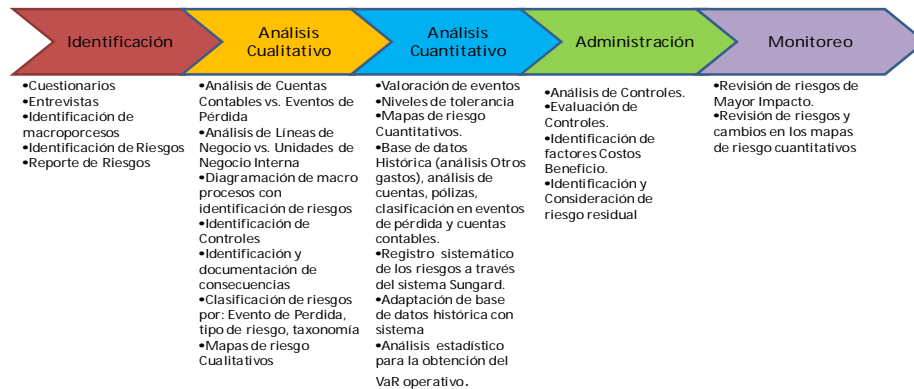 Identificación
Análisis
Cualitativo
Análisis
Cuantitativo
Administración
Monitoreo
•Cuestionarios
•Entrevistas
•Identificación de
macroporcesos
•Identificación de Riesgos
•Reporte de Riesgos
•Análisis de Cuentas
Contables vs. Eventos de
Pérdida
•Análisis de Líneas de
Negocio vs. Unidades de
Negocio Interna
•Diagramación de macro
procesos con
identificación de riesgos
•Identificación de
Controles
•Identificación y
documentación de
consecuencias
•Clasificación de riesgos
por: Evento de Perdida,
tipo de riesgo, taxonomía
•Mapas de riesgo
Cualitativos
•Valoración de eventos
•Niveles de tolerancia
•Mapas de riesgo
Cuantitativos.
•Base de datos
Histórica (análisis Otros
gastos), análisis de
cuentas, pólizas,
clasificación en eventos
de pérdida y cuentas
contables.
•Registro sistemático
de los riesgos a través
del sistema Sungard.
•Adaptación de base
de datos histórica con
sistema
•Análisis estadístico
para la obtención del
VaR operativo.
•Análisis de Controles.
•Evaluación de
Controles.
•Identificación de
factores Costos
Beneficio.
•Identificación y
Consideración de
riesgo residual
•Revisión de riesgos de
Mayor Impacto.
•Revisión de riesgos y
cambios en los mapas
de riesgo cuantitativos